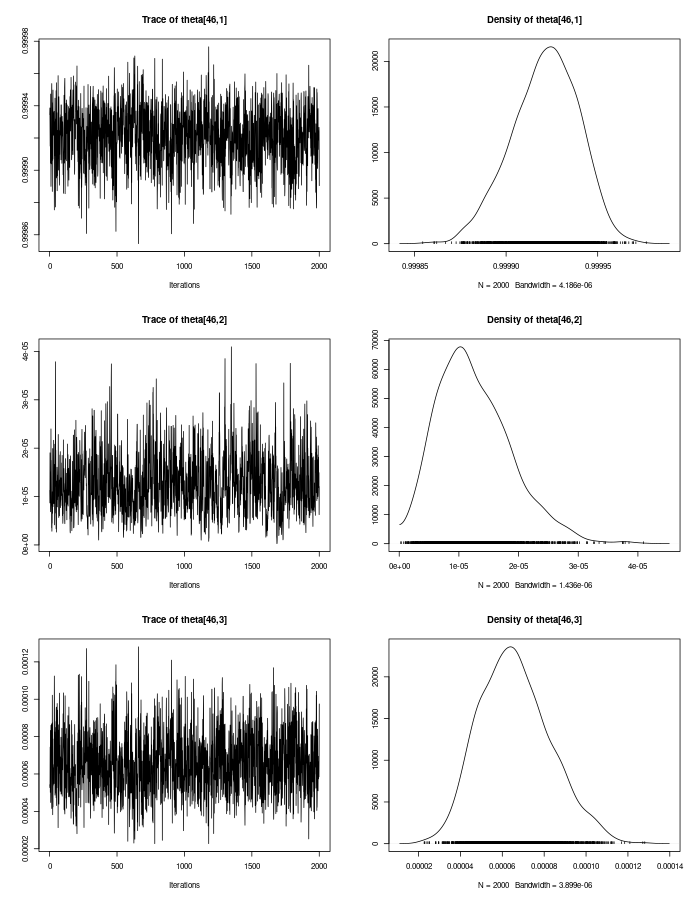 Trace of theta[46,1]
0.99986 0.99990 0.99994 0.99998
0 500 1000 1500 2000
Iterations
Density of theta[46,1]
0 5000 10000 15000 20000
0.99985 0.99990 0.99995
N = 2000 Bandwidth = 4.186e-06
Trace of theta[46,2]
0e+00 1e-05 2e-05 3e-05 4e-05
0 500 1000 1500 2000
Iterations
Density of theta[46,2]
0 10000 20000 30000 40000 50000 60000 70000
0e+00 1e-05 2e-05 3e-05 4e-05
N = 2000 Bandwidth = 1.436e-06
Trace of theta[46,3]
0.00002 0.00004 0.00006 0.00008 0.00010 0.00012
0 500 1000 1500 2000
Iterations
Density of theta[46,3]
0 5000 10000 15000 20000
0.00002 0.00004 0.00006 0.00008 0.00010 0.00012 0.00014
N = 2000 Bandwidth = 3.899e-06